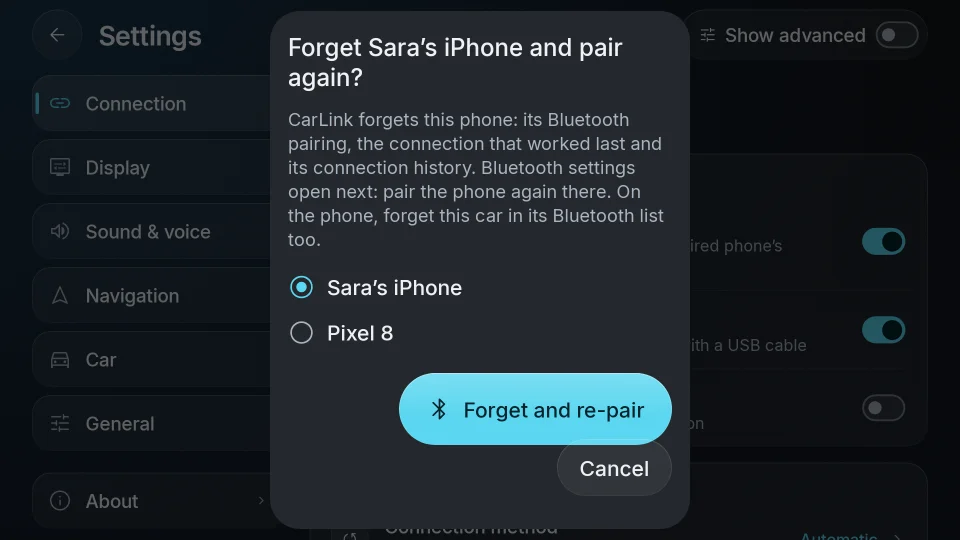 Settings
Show advanced
Connection
Display
Sound & voice
Navigation
Car
General
About
Forget Sara’s iPhone and pair
again?
CarLink forgets this phone: its Bluetooth
pairing, the connection that worked last and
its connection history. Bluetooth settings
open next: pair the phone again there. On
the phone, forget this car in its Bluetooth list
too.
Sara’s iPhone
Pixel 8
Forget and re-pair
Cancel
phone’s
with a USB cable
Connection method
Automatic